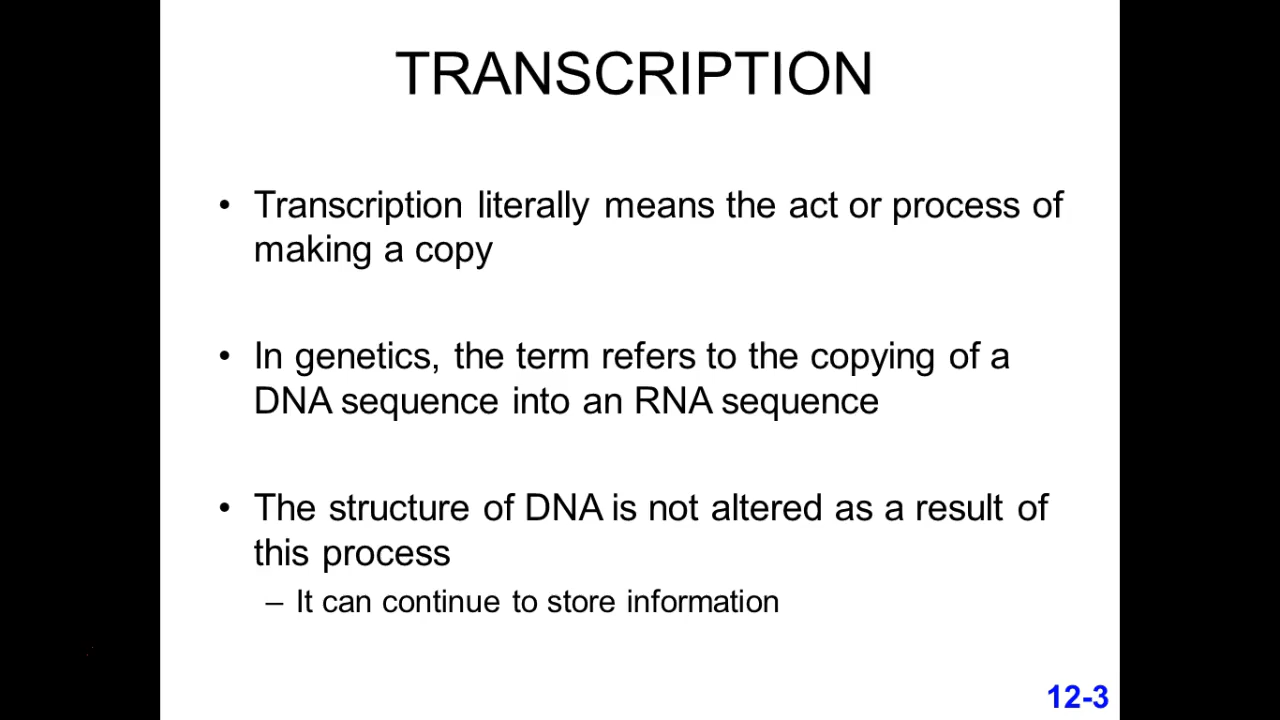 TRANSCRIPTION
• Transcription literally means the act or process of
making a copy
• In genetics, the term refers to the copying of a
DNA sequence into an RNA sequence
• The structure of DNA is not altered as a result of
this process
– It can continue to store information
12-3